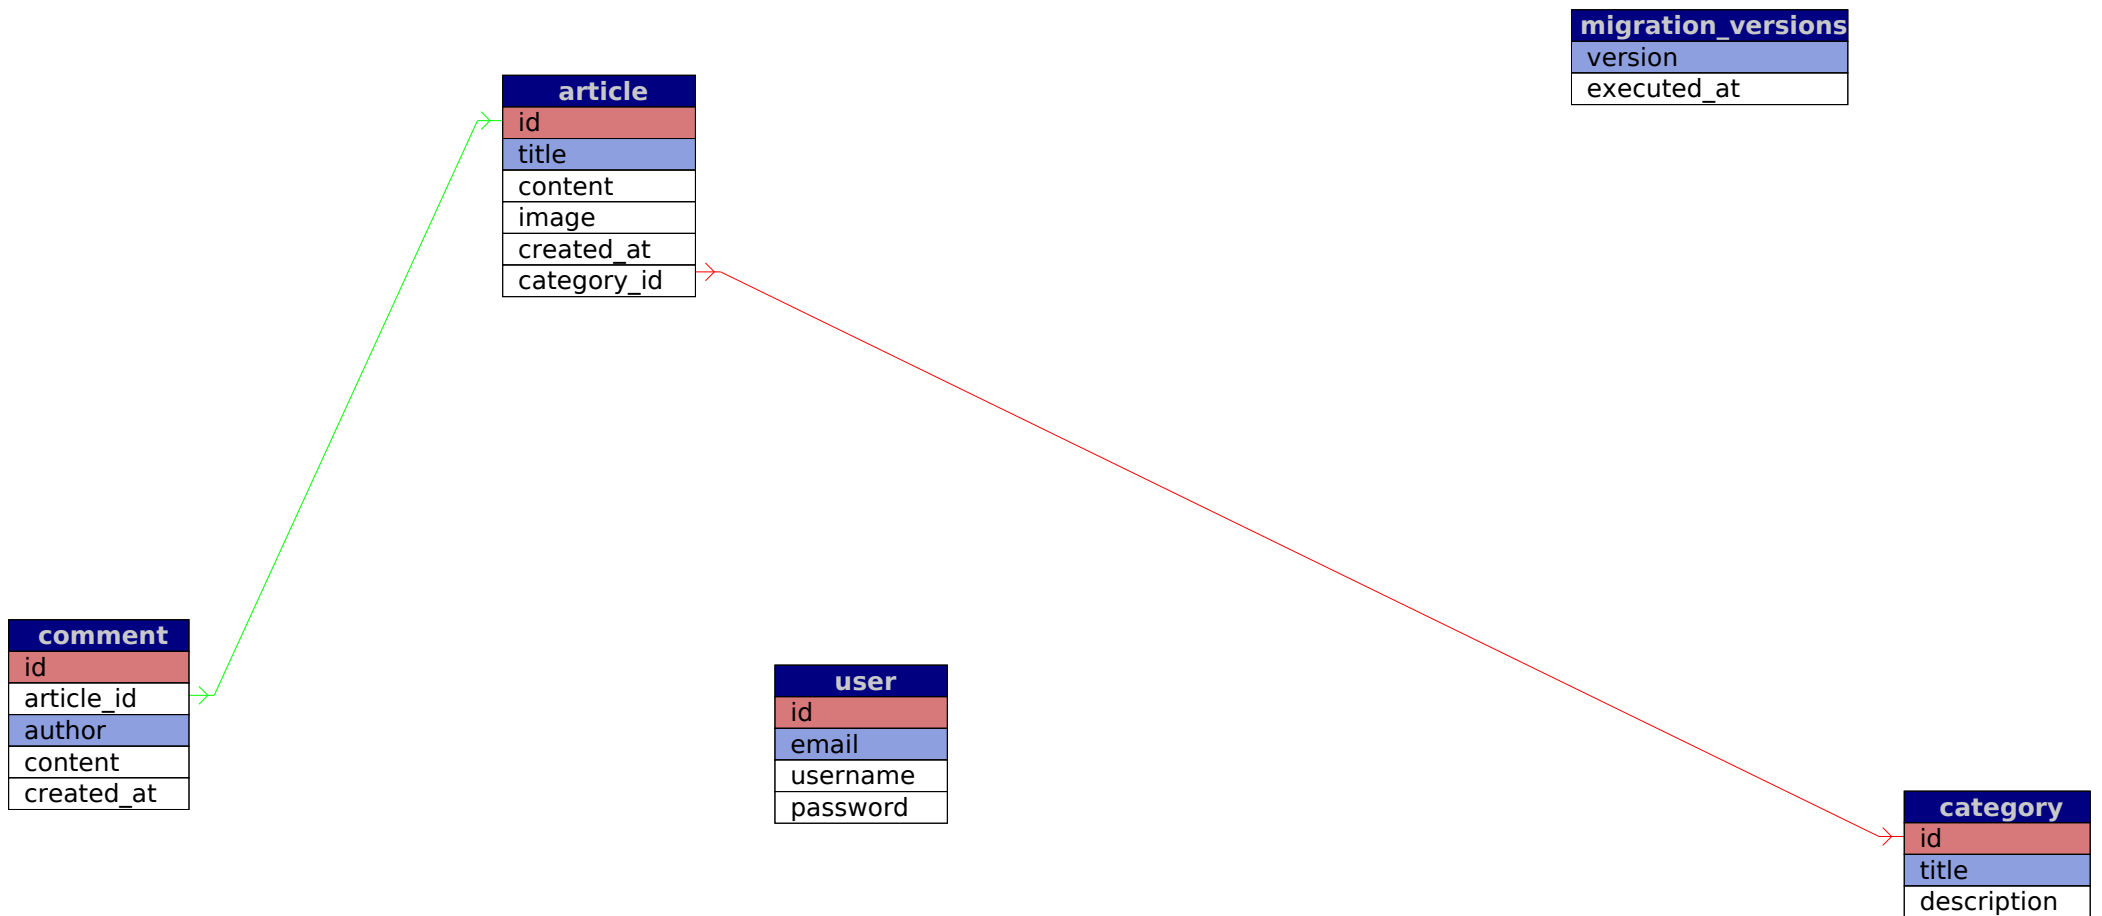 migration_versions
version
executed_at
article
id
title
content
image
created_at
category_id
comment
id
article_id
author
content
created_at
user
id
email
username
password
category
id
title
description